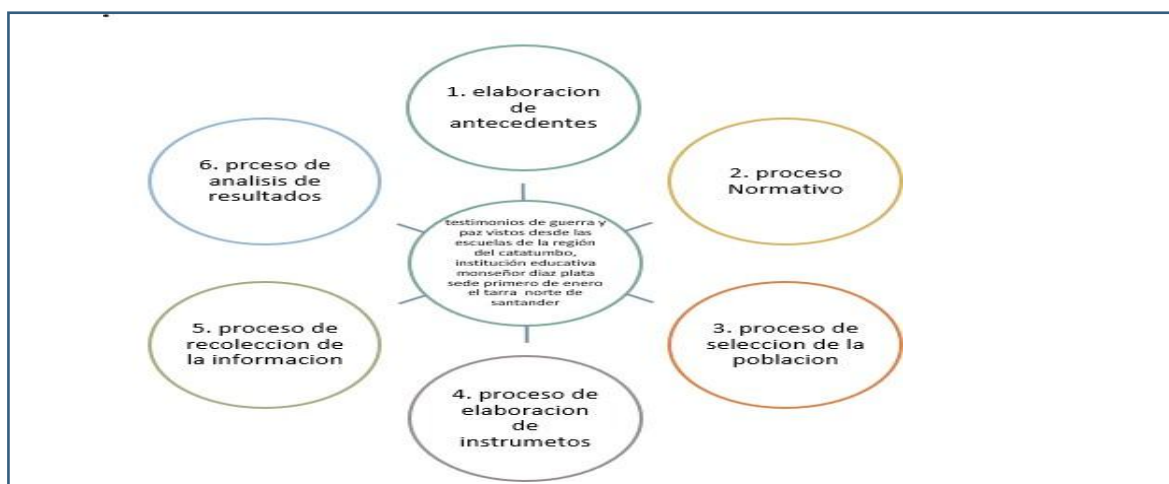 1. elaboracion
de
antecedentes
2. proceso
Normativo
3. proceso de
seleccion de la
poblacion
4. proceso de
elaboracion
de
instrumetos
5. proceso de
recoleccion de
la informacion
6. prceso de
analisis de
resultados
testimonios de guerra y
paz vistos desde las
escuelas de la región
del catatumbo,
institución educativa
monseñor diaz plata
sede primero de enero
el tarra norte de
santander